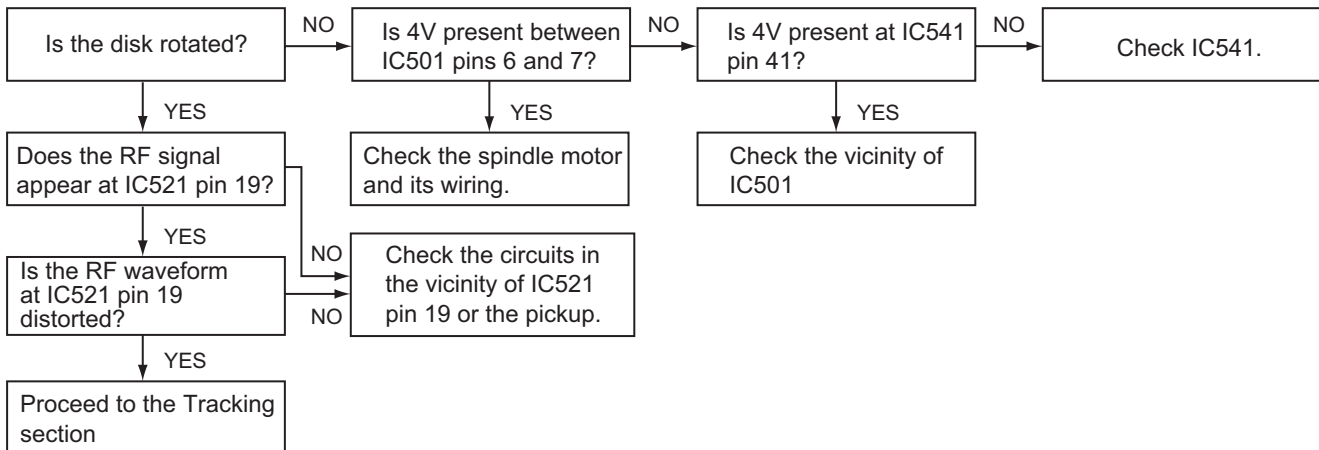 Is the disk rotated?
NO
Is 4V present between
IC501 pins 6 and 7?
NO
Is 4V present at IC541
pin 41?
NO
Check IC541.
YES
YES
YES
Does the RF signal
appear at IC521 pin 19?
Check the spindle motor
and its wiring.
Check the vicinity of
IC501
YES
NO
Is the RF waveform
at IC521 pin 19
distorted?
NO
Check the circuits in
the vicinity of IC521
pin 19 or the pickup.
YES
Proceed to the Tracking
section